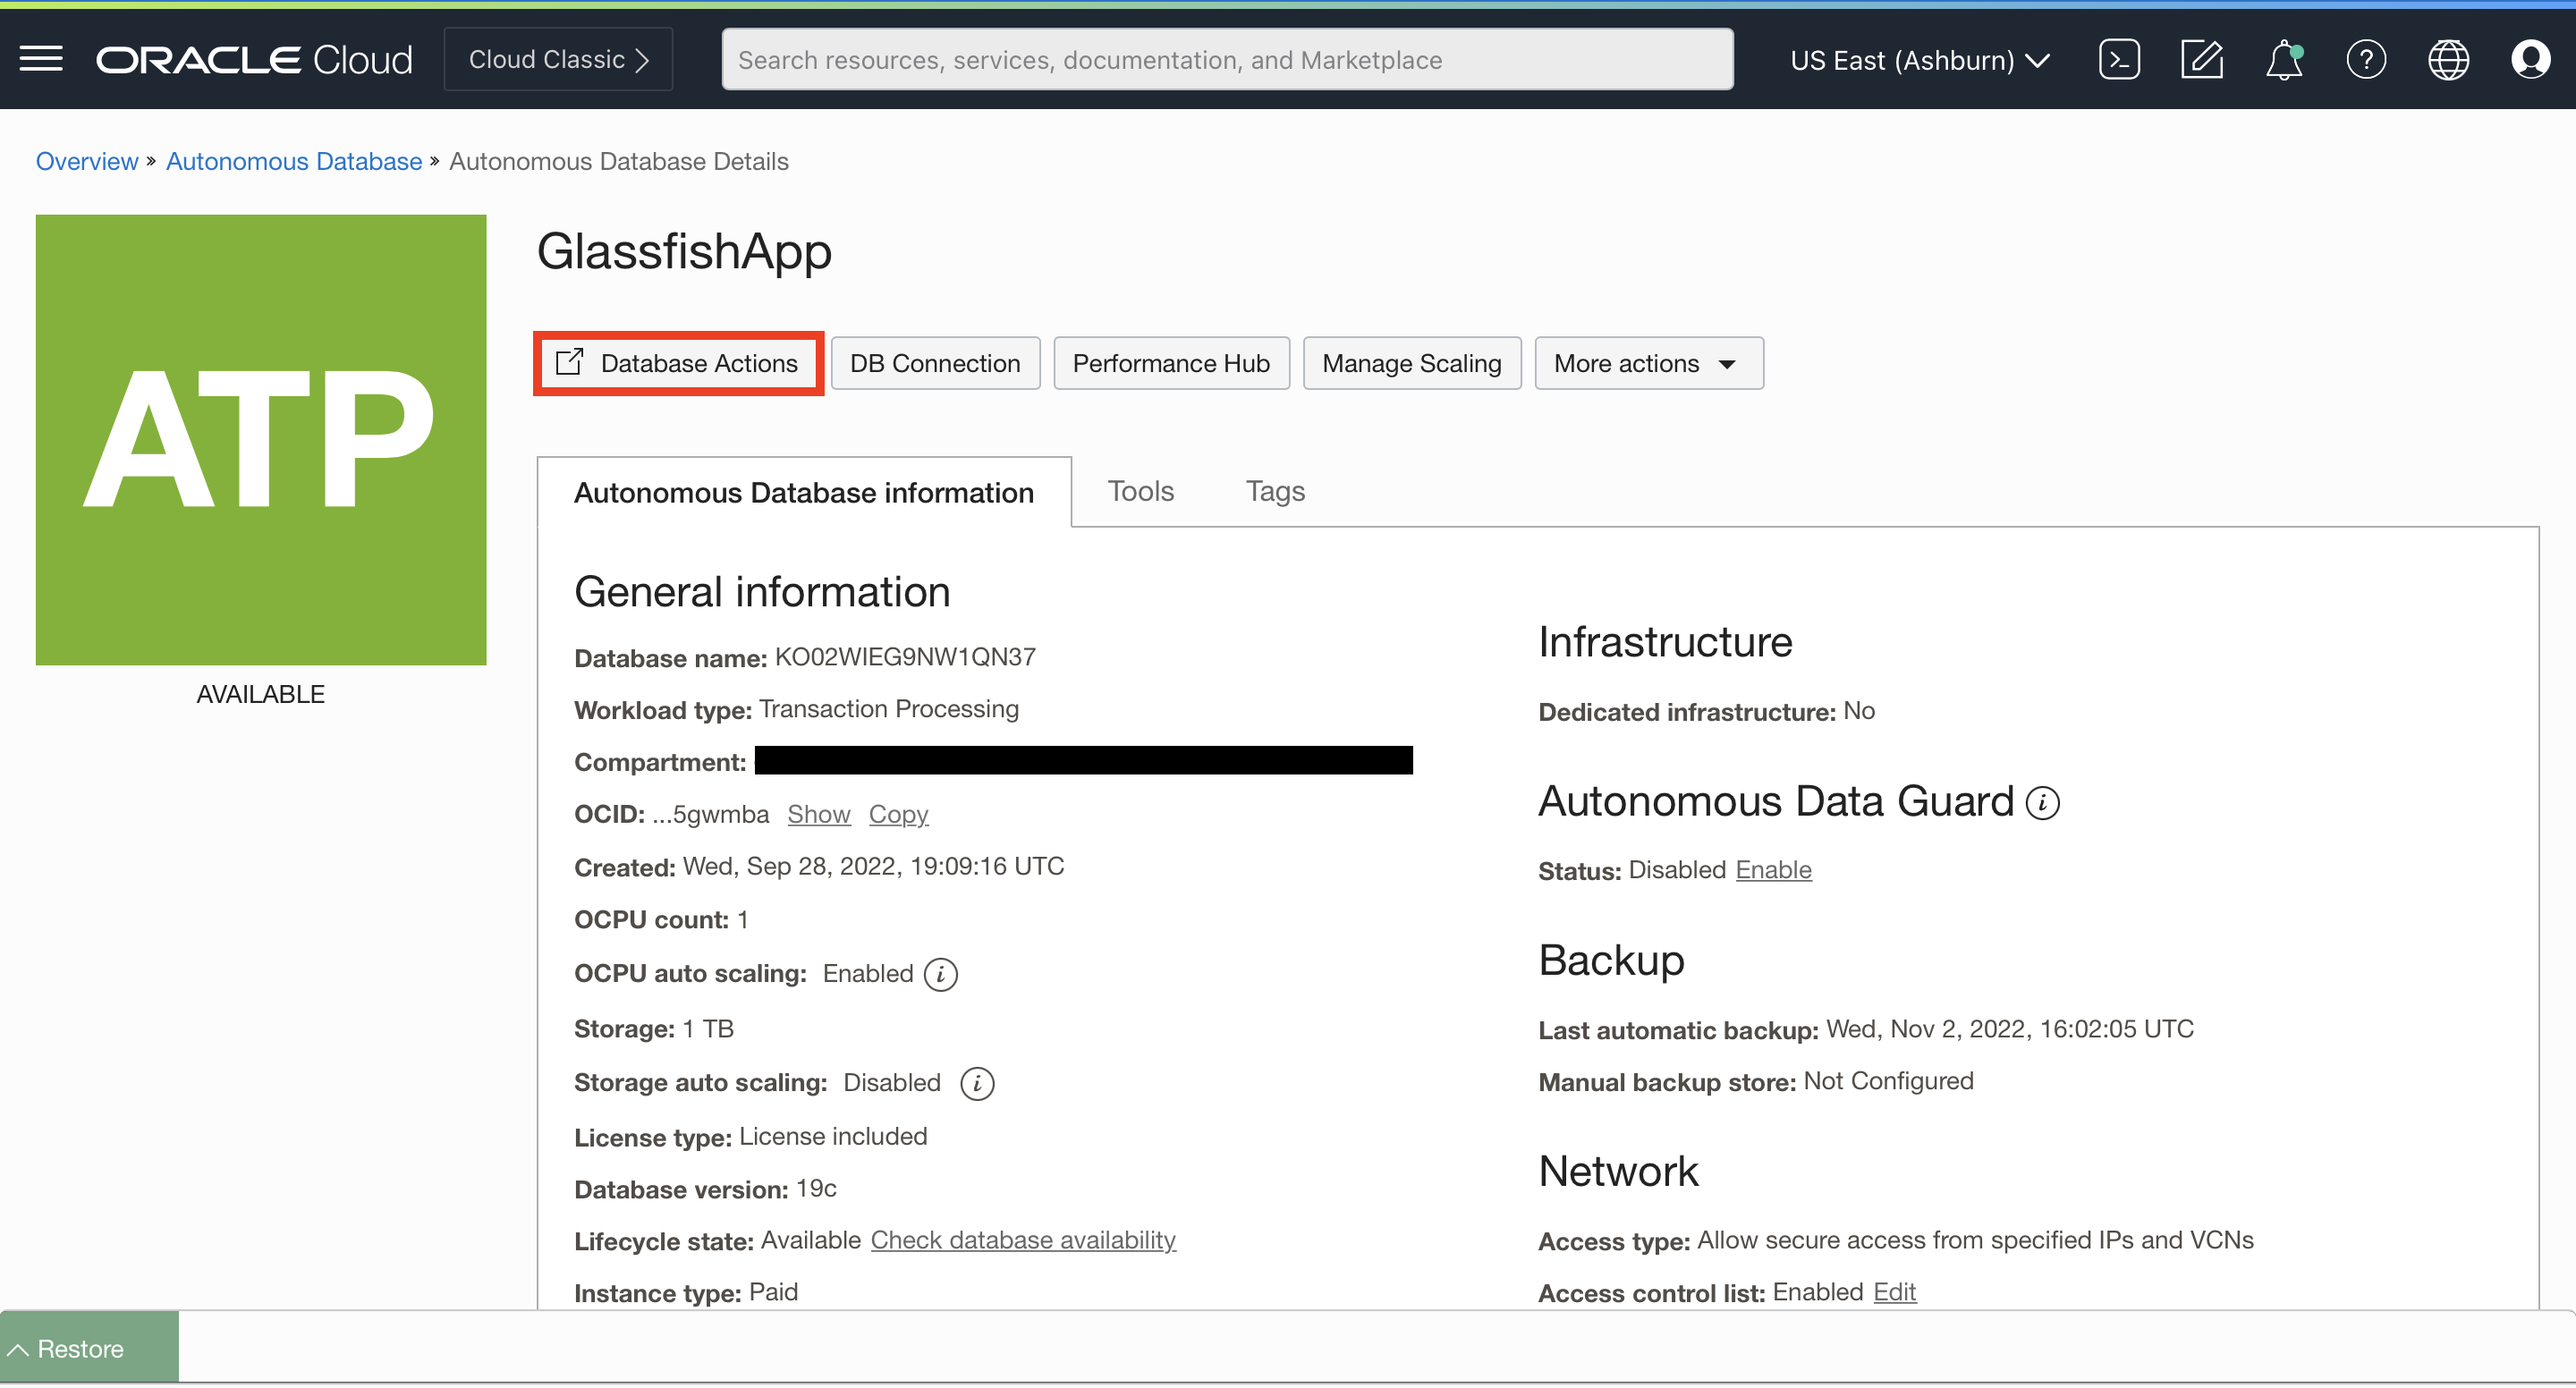 ORACLE Cloud
Cloud Classic
Search resources, services, documentation, and Marketplace
US East (Ashburn)
Overview » Autonomous Database » Autonomous Database Details
ATP
AVAILABLE
GlassfishApp
Database Actions
DB Connection
Performance Hub
Manage Scaling
More actions
Autonomous Database information
Tools
Tags
General information
Database name: KO02WIEG9NW1QN37
Workload type: Transaction Processing
Compartment:
OCID: ...5gwmba Show Copy
Created: Wed, Sep 28, 2022, 19:09:16 UTC
OCPU count: 1
OCPU auto scaling: Enabled
Storage: 1 TB
Storage auto scaling: Disabled
License type: License included
Database version: 19c
Lifecycle state: Available Check database availability
Instance type: Paid
Infrastructure
Dedicated infrastructure: No
Autonomous Data Guard
Status: Disabled Enable
Backup
Last automatic backup: Wed, Nov 2, 2022, 16:02:05 UTC
Manual backup store: Not Configured
Network
Access type: Allow secure access from specified IPs and VCNs
Access control list: Enabled Edit
Restore